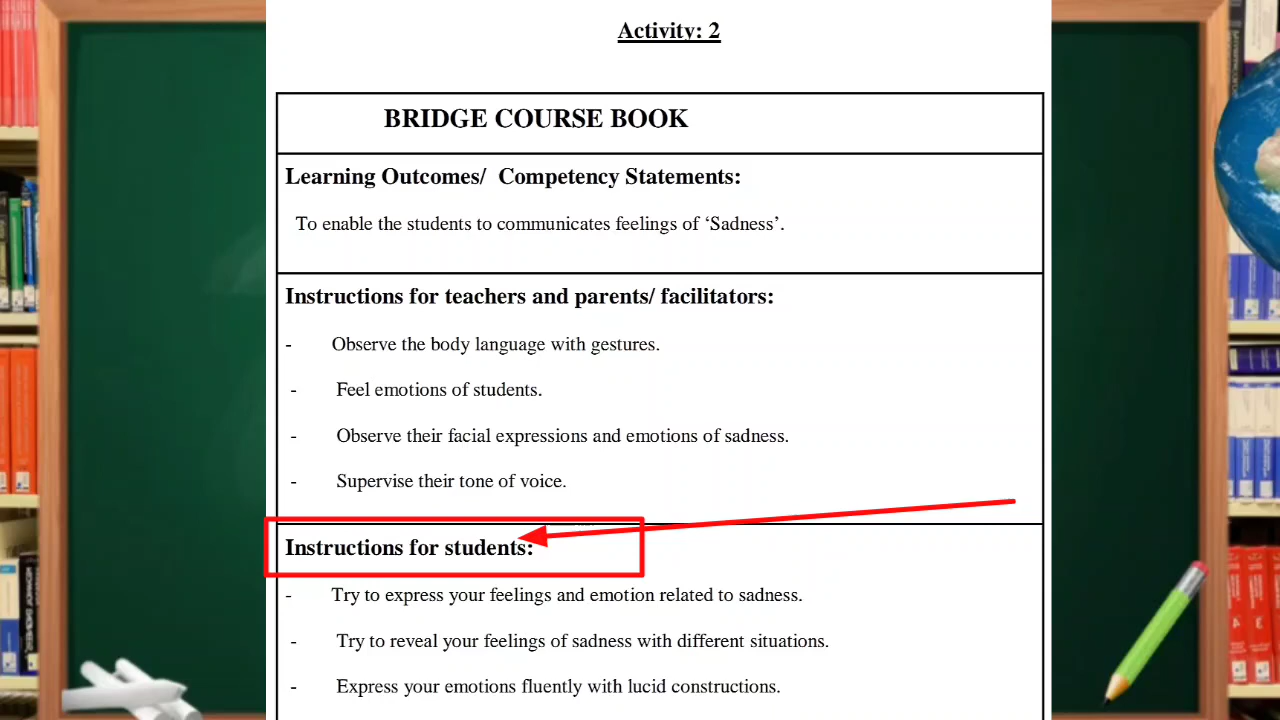 Activity: 2
BRIDGE COURSE BOOK
Learning Outcomes/ Competency Statements:
To enable the students to communicates feelings of ‘Sadness’.
Instructions for teachers and parents/ facilitators:
- Observe the body language with gestures.
- Feel emotions of students.
- Observe their facial expressions and emotions of sadness.
- Supervise their tone of voice.
Instructions for students:
- Try to express your feelings and emotion related to sadness.
- Try to reveal your feelings of sadness with different situations.
- Express your emotions fluently with lucid constructions.